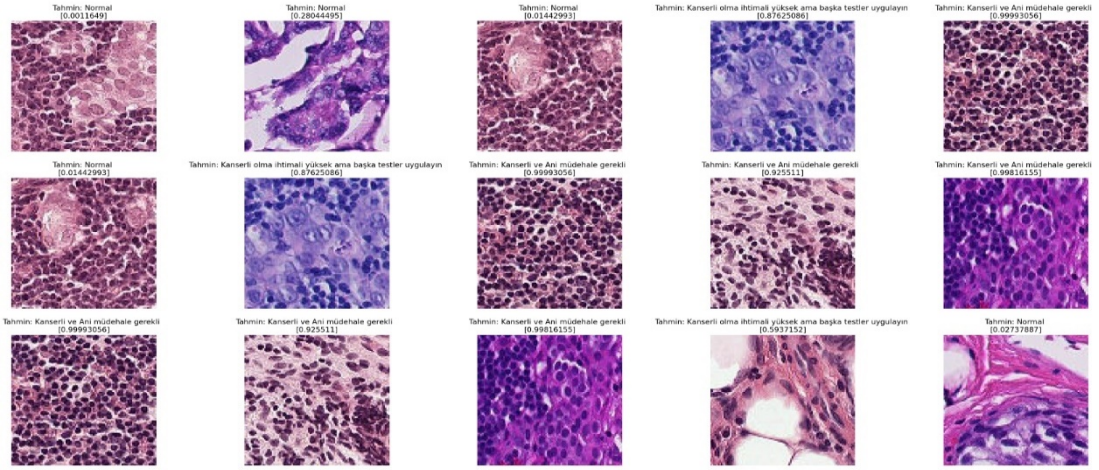 Tahmin: Normal
[0.0011649]
Tahmin: Normal
[0.28044495]
Tahmin: Normal
[0.01442993]
Tahmin: Kanserli olma ihtimali yüksek ama başka testler uygulayın
[0.87625086]
Tahmin: Kanserli ve Ani müdehale gerekli
[0.99993056]
Tahmin: Normal
[0.01442993]
Tahmin: Kanserli olma ihtimali yüksek ama başka testler uygulayın
[0.87625086]
Tahmin: Kanserli ve Ani müdehale gerekli
[0.99993056]
Tahmin: Kanserli ve Ani müdehale gerekli
[0.925511]
Tahmin: Kanserli ve Ani müdehale gerekli
[0.99816155]
Tahmin: Kanserli ve Ani müdehale gerekli
[0.99993056]
Tahmin: Kanserli ve Ani müdehale gerekli
[0.925511]
Tahmin: Kanserli ve Ani müdehale gerekli
[0.99816155]
Tahmin: Kanserli olma ihtimali yüksek ama başka testler uygulayın
[0.5937152]
Tahmin: Normal
[0.02737887]